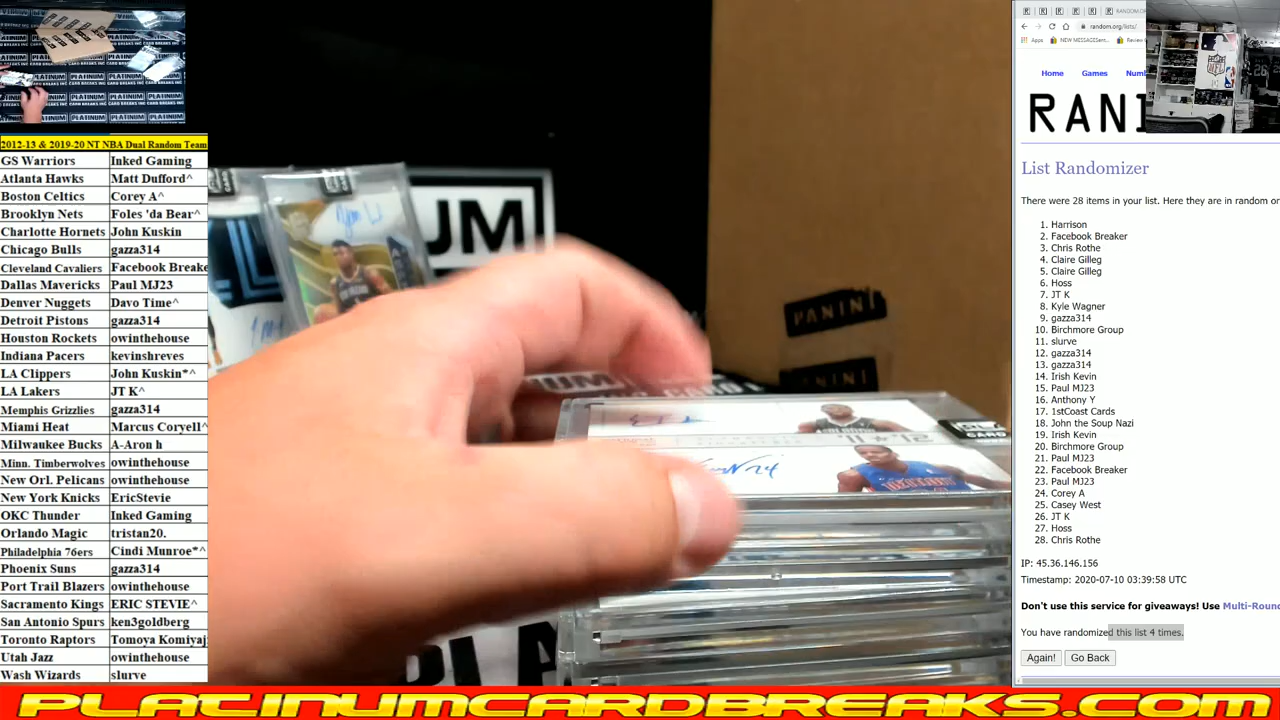 2012-13 & 2019-20 NT NBA Dual Random Team
GS Warriors Inked Gaming
Atlanta Hawks Matt Dufford^
Boston Celtics Corey A^
Brooklyn Nets Foles 'da Bear^
Charlotte Hornets John Kuskin
Chicago Bulls gazza314
Cleveland Cavaliers Facebook Breake
Dallas Mavericks Paul MJ23
Denver Nuggets Davo Time^
Detroit Pistons gazza314
Houston Rockets owinthehouse
Indiana Pacers kevinshreves
LA Clippers John Kuskin*^
LA Lakers JT K^
Memphis Grizzlies gazza314
Miami Heat Marcus Coryell^
Milwaukee Bucks A-Aron h
Minn. Timberwolves owinthehouse
New Orl. Pelicans owinthehouse
New York Knicks EricStevie
OKC Thunder Inked Gaming
Orlando Magic tristan20.
Philadelphia 76ers Cindi Munroe*^
Phoenix Suns gazza314
Port Trail Blazers owinthehouse
Sacramento Kings ERIC STEVIE^
San Antonio Spurs ken3goldberg
Toronto Raptors Tomoya Komiyaj
Utah Jazz owinthehouse
Wash Wizards slurve
UM
PANINI
PANINI
random.org/lists/
Apps NEW MESSAGESent... Review
Home Games Numb
RAN
List Randomizer
There were 28 items in your list. Here they are in random or
1. Harrison
2. Facebook Breaker
3. Chris Rothe
4. Claire Gilleg
5. Claire Gilleg
6. Hoss
7. JT K
8. Kyle Wagner
9. gazza314
10. Birchmore Group
11. slurve
12. gazza314
13. gazza314
14. Irish Kevin
15. Paul MJ23
16. Anthony Y
17. 1stCoast Cards
18. John the Soup Nazi
19. Irish Kevin
20. Birchmore Group
21. Paul MJ23
22. Facebook Breaker
23. Paul MJ23
24. Corey A
25. Casey West
26. JT K
27. Hoss
28. Chris Rothe
IP: 45.36.146.156
Timestamp: 2020-07-10 03:39:58 UTC
Don't use this service for giveaways! Use Multi-Round
You have randomized this list 4 times.
Again! Go Back
PLATINUMCARDBREAKS.COM